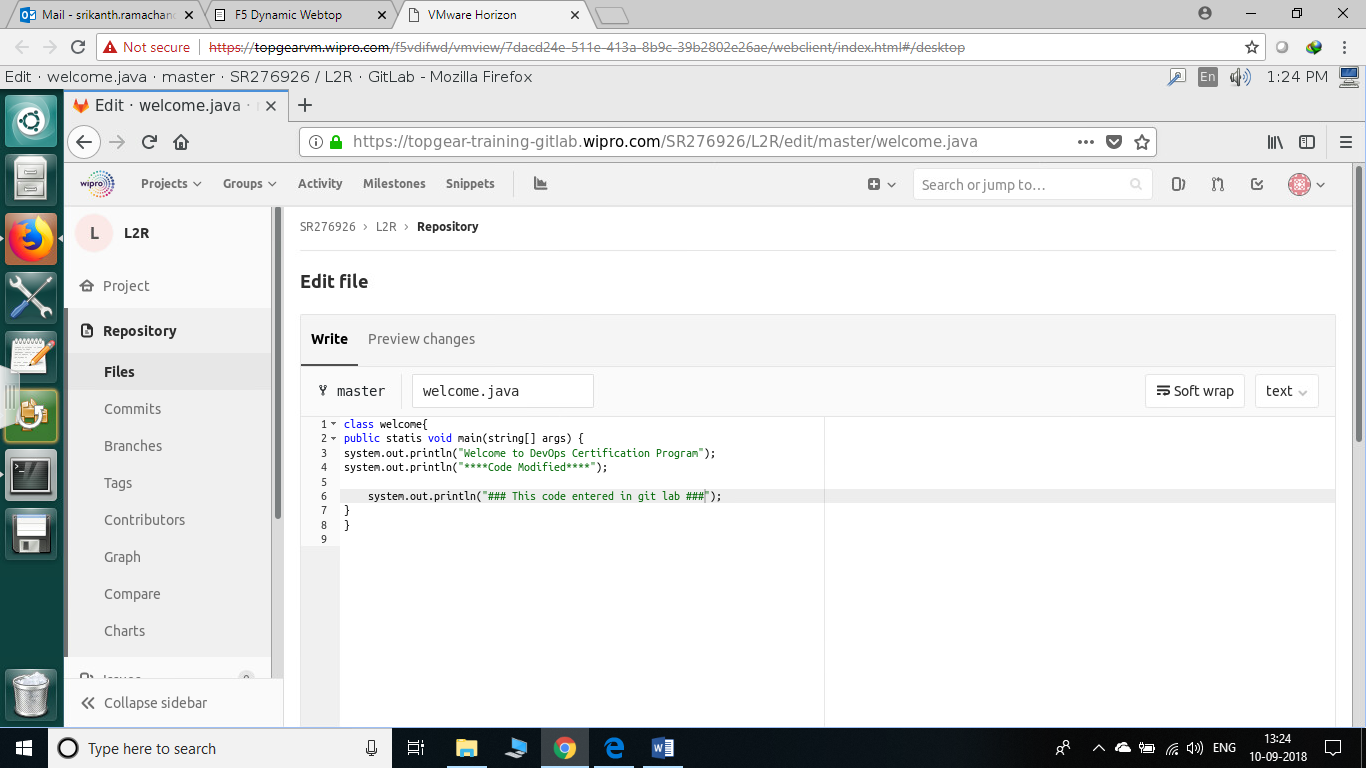 Mail - srikanth.ramachan
F5 Dynamic Webtop
VMware Horizon
Not secure
https://topgearvm.wipro.com/f5vdifwd/vmview/7dacd24e-511e-413a-8b9c-39b2802e26ae/webclient/index.html#/desktop
Edit · welcome.java · master · SR276926 / L2R · GitLab - Mozilla Firefox
En
1:24 PM
Edit · welcome.java ·
https://topgear-training-gitlab.wipro.com/SR276926/L2R/edit/master/welcome.java
wipro
Projects
Groups
Activity
Milestones
Snippets
Search or jump to…
L
L2R
Project
Repository
Files
Commits
Branches
Tags
Contributors
Graph
Compare
Charts
Collapse sidebar
SR276926 › L2R › Repository
Edit file
Write
Preview changes
master
welcome.java
Soft wrap
text
1 class welcome{
2 public statis void main(string[] args) {
3 system.out.println("Welcome to DevOps Certification Program");
4 system.out.println("****Code Modified****");
5
6 system.out.println("### This code entered in git lab ###");
7 }
8 }
9
Type here to search
ENG
13:24
10-09-2018